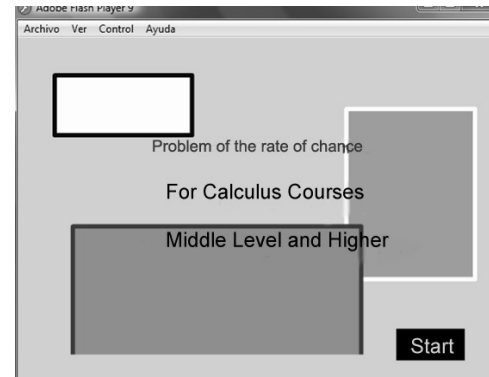 Adobe Flash Player 9
Archivo Ver Control Ayuda
Problem of the rate of chance
For Calculus Courses
Middle Level and Higher
Start